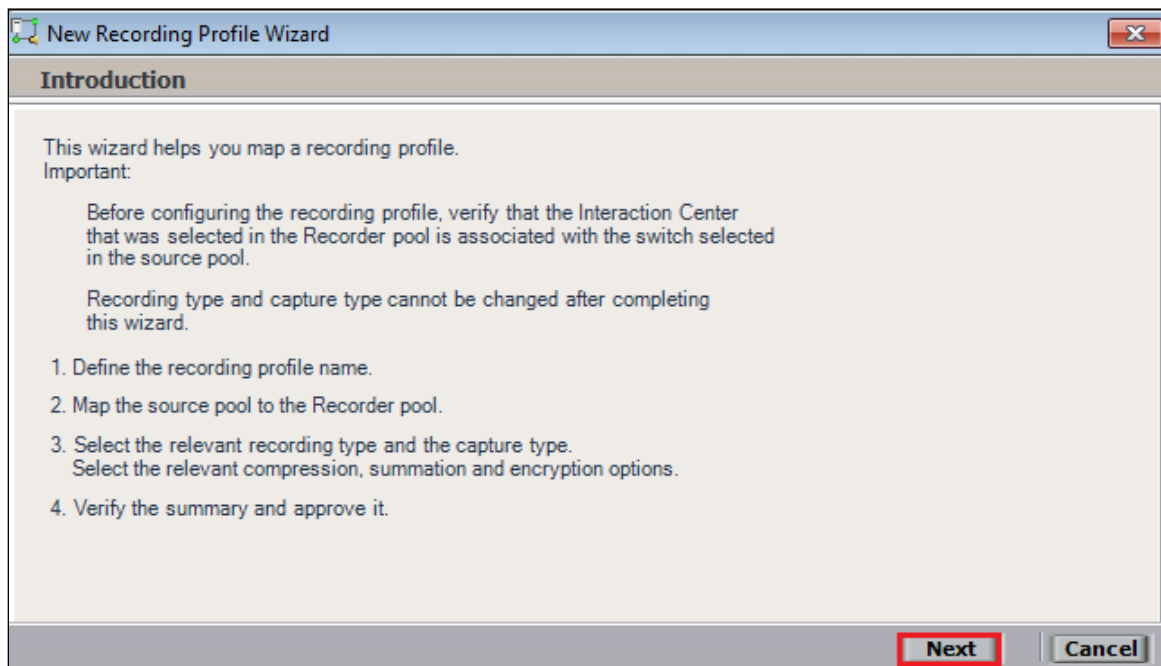 New Recording Profile Wizard
Introduction
This wizard helps you map a recording profile.
Important:
Before configuring the recording profile, verify that the Interaction Center
that was selected in the Recorder pool is associated with the switch selected
in the source pool.
Recording type and capture type cannot be changed after completing
this wizard.
1. Define the recording profile name.
2. Map the source pool to the Recorder pool.
3. Select the relevant recording type and the capture type.
Select the relevant compression, summation and encryption options.
4. Verify the summary and approve it.
Next Cancel